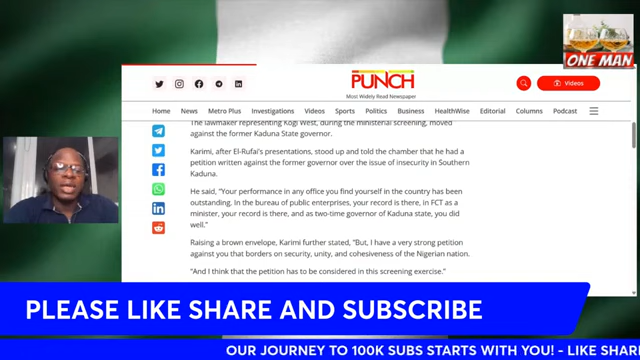 ONE MAN
PUNCH
Most Widely Read Newspaper
Videos
Home News Metro Plus Investigations Videos Sports Politics Business HealthWise Editorial Columns Podcast
The lawmaker representing Kogi West, during the ministerial screening, moved
against the former Kaduna State governor.
Karimi, after El-Rufai's presentations, stood up and told the chamber that he had a
petition written against the former governor over the issue of insecurity in Southern
Kaduna.
He said, "Your performance in any office you find yourself in the country has been
outstanding. In the bureau of public enterprises, your record is there, in FCT as a
minister, your record is there, and as two-time governor of Kaduna state, you did
well."
Raising a brown envelope, Karimi further stated, "But, I have a very strong petition
against you that borders on security, unity, and cohesiveness of the Nigerian nation.
"And I think that the petition has to be considered in this screening exercise."
PLEASE LIKE SHARE AND SUBSCRIBE
OUR JOURNEY TO 100K SUBS STARTS WITH YOU! - LIKE SHAR